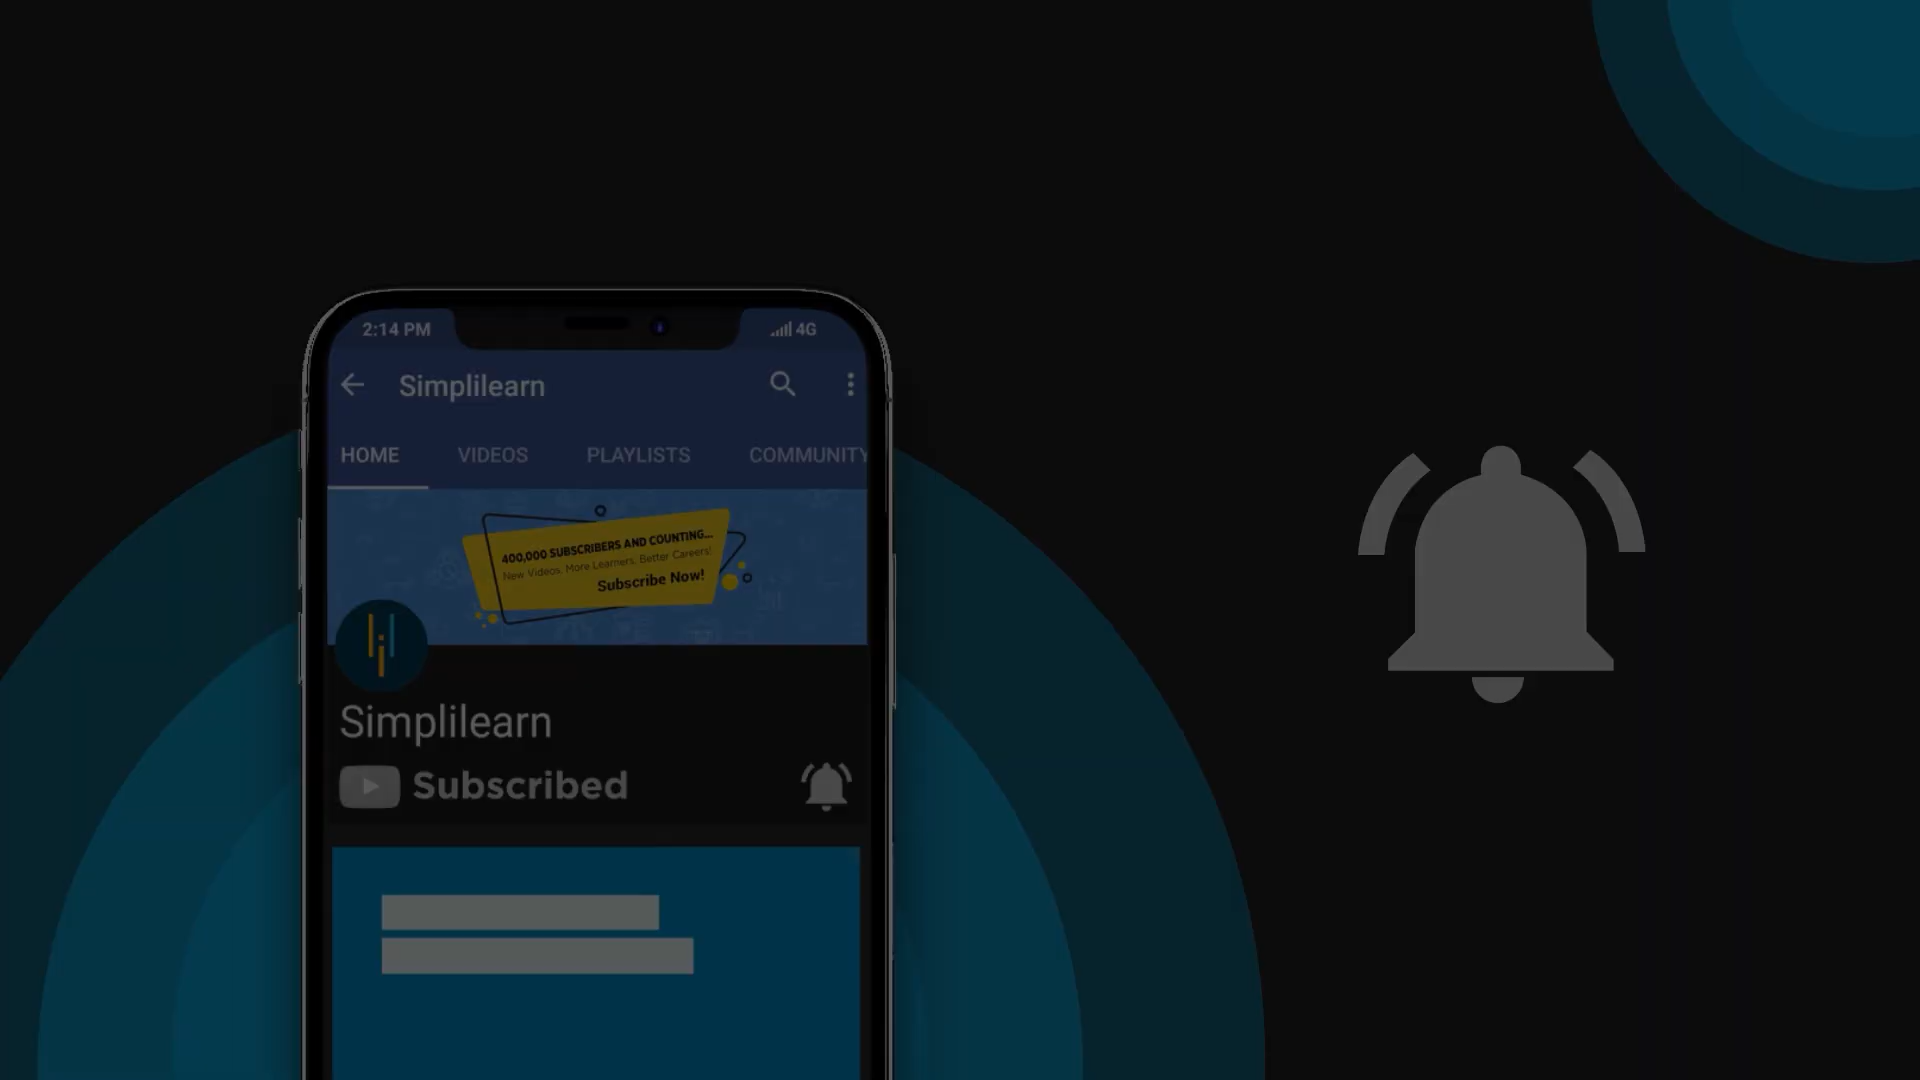 2:14 PM
4G
Simplilearn
HOME VIDEOS PLAYLISTS COMMUNITY
400,000 SUBSCRIBERS AND COUNTING...
New Videos. More Learners. Better Careers!
Subscribe Now!
Simplilearn
Subscribed